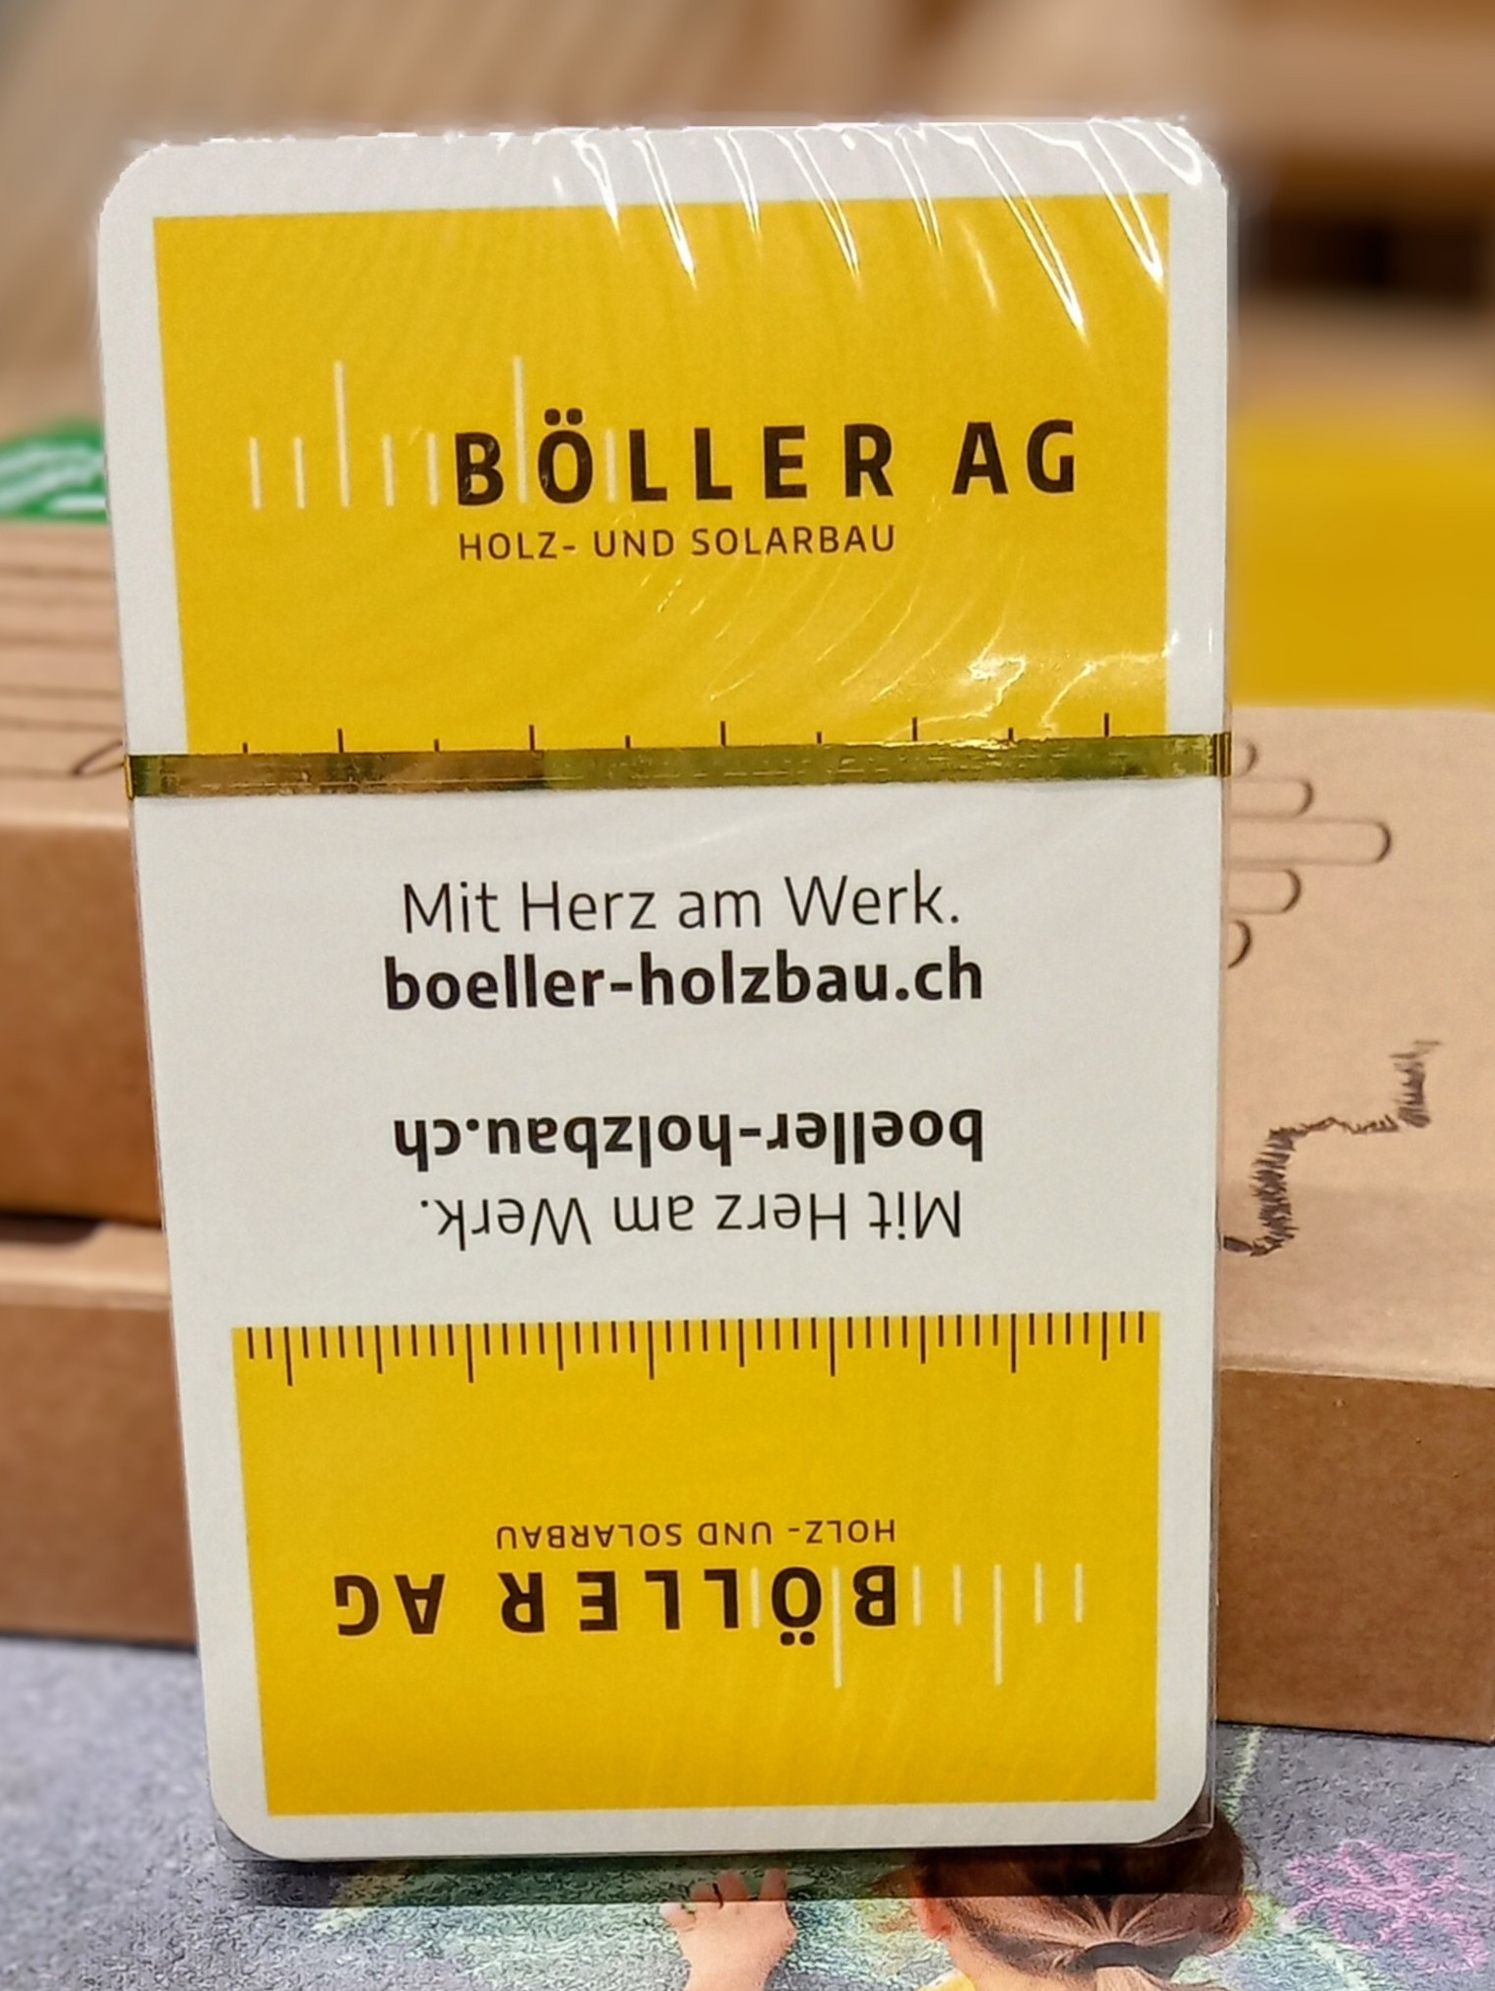 BÖLLER AG
HOLZ- UND SOLARBAU
Mit Herz am Werk.
boeller-holzbau.ch
boeller-holzbau.ch
Mit Herz am Werk.
HOLZ- UND SOLARBAU
BÖLLER AG